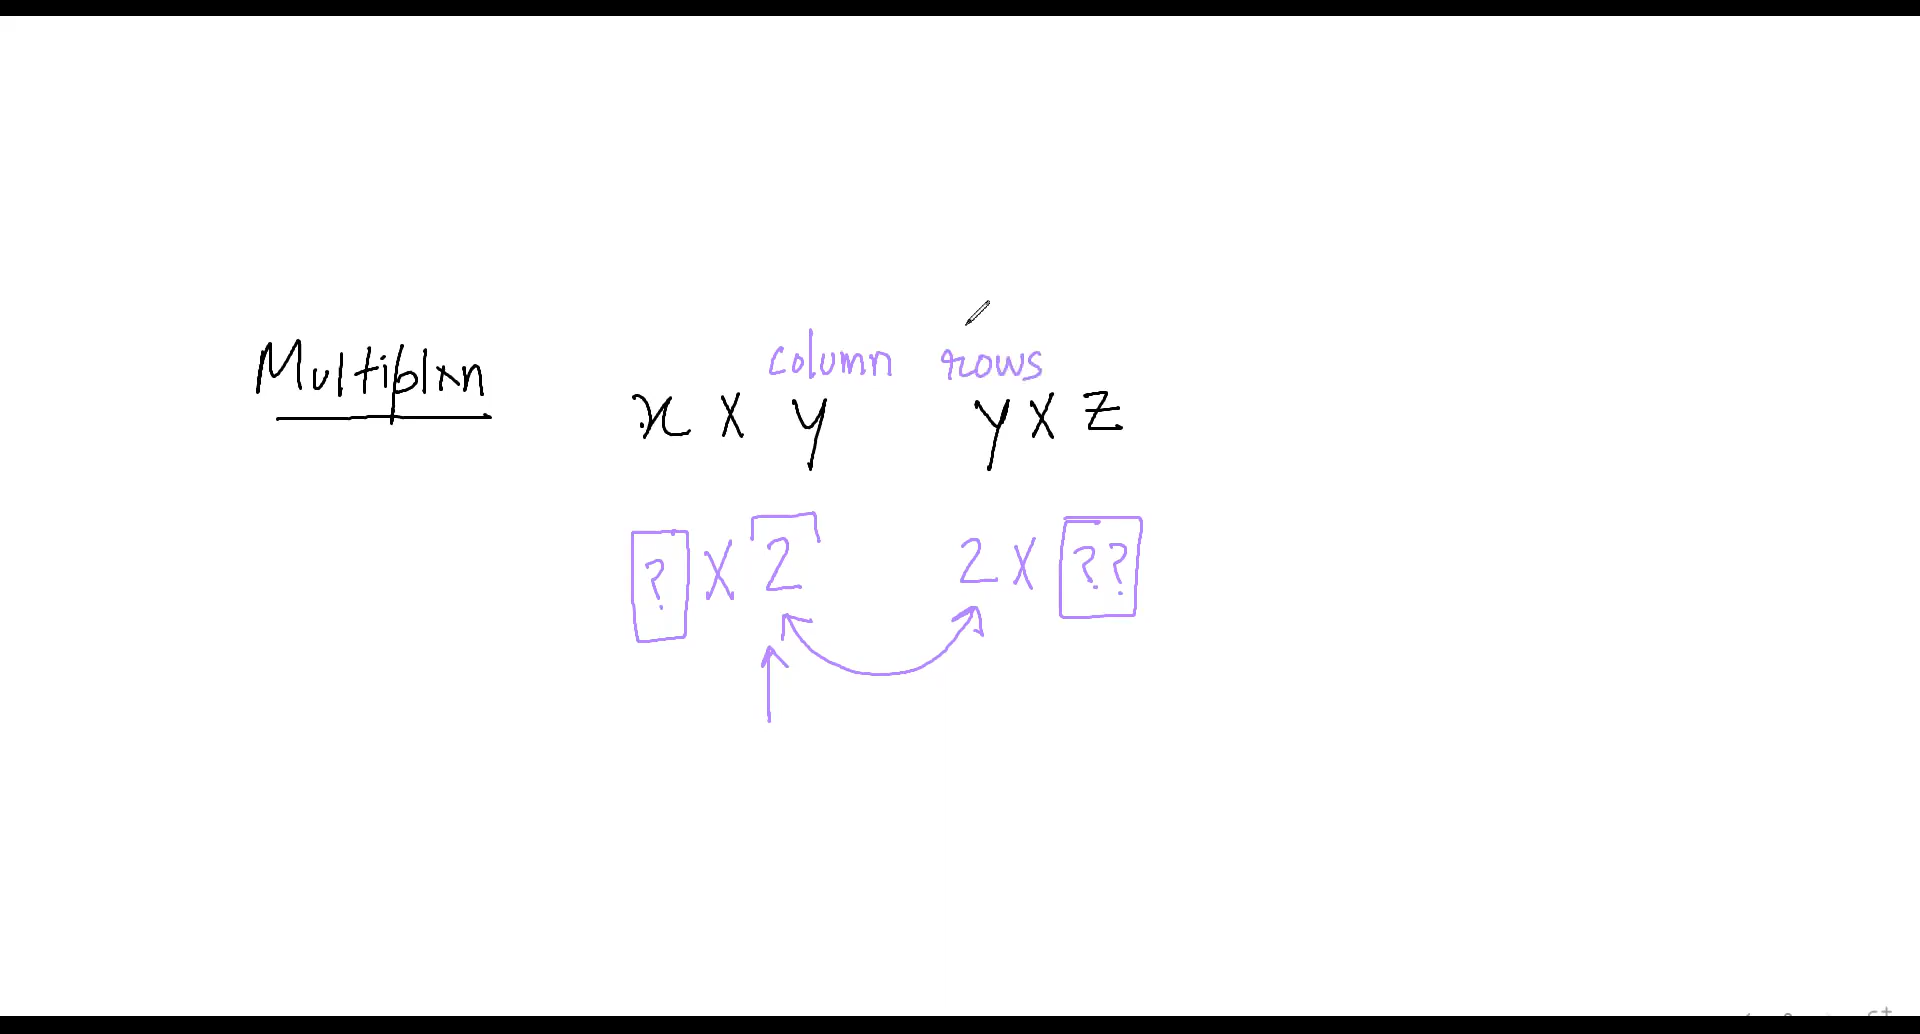 Multiplxn
column rows
x X y y X z
? X 2 2 X ??